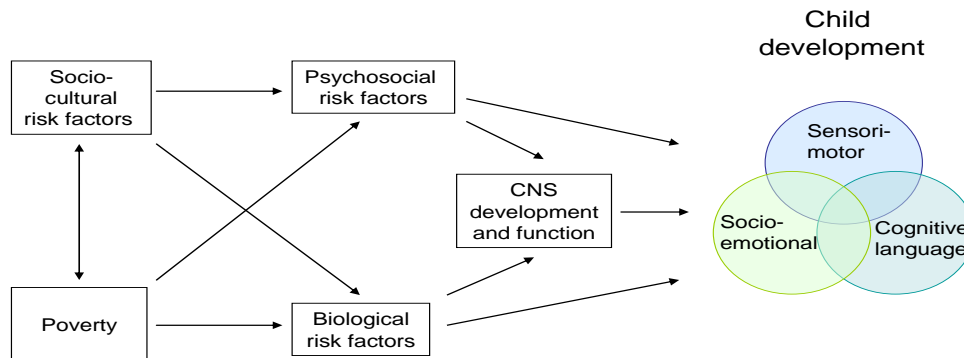 Child
development
Socio-
cultural
risk factors
Psychosocial
risk factors
Sensori-
motor
CNS
development
and function
Socio-
emotional
Cognitive
language
Poverty
Biological
risk factors